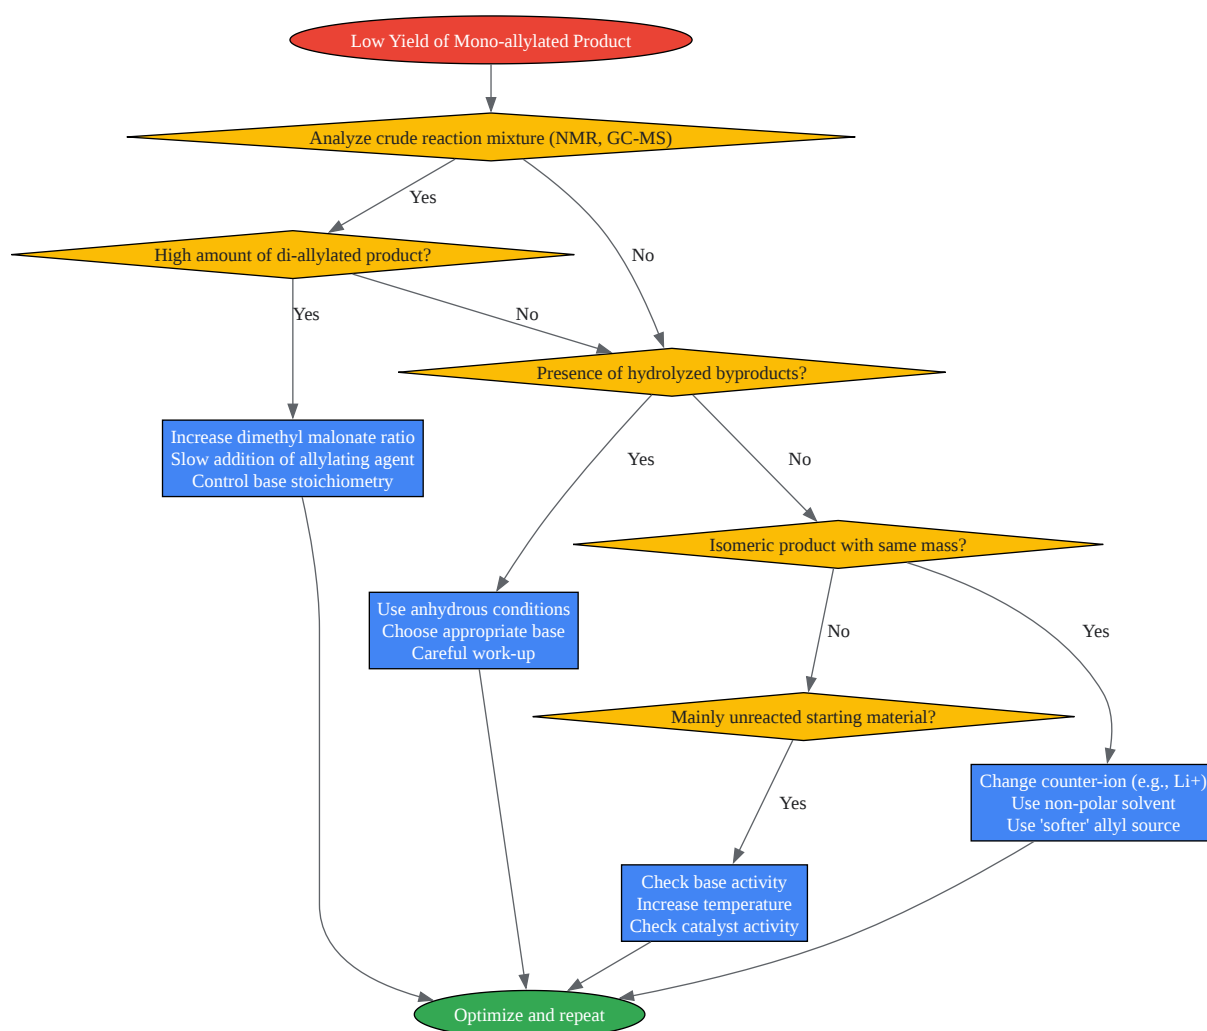 Low Yield of Mono-allylated Product
Analyze crude reaction mixture (NMR, GC-MS)
Yes
No
High amount of di-allylated product?
Yes
No
Presence of hydrolyzed byproducts?
Increase dimethyl malonate ratio
Slow addition of allylating agent
Control base stoichiometry
Yes
No
Isomeric product with same mass?
Use anhydrous conditions
Choose appropriate base
Careful work-up
No
Yes
Mainly unreacted starting material?
Change counter-ion (e.g., Li+)
Use non-polar solvent
Use 'softer' allyl source
Yes
Check base activity
Increase temperature
Check catalyst activity
Optimize and repeat